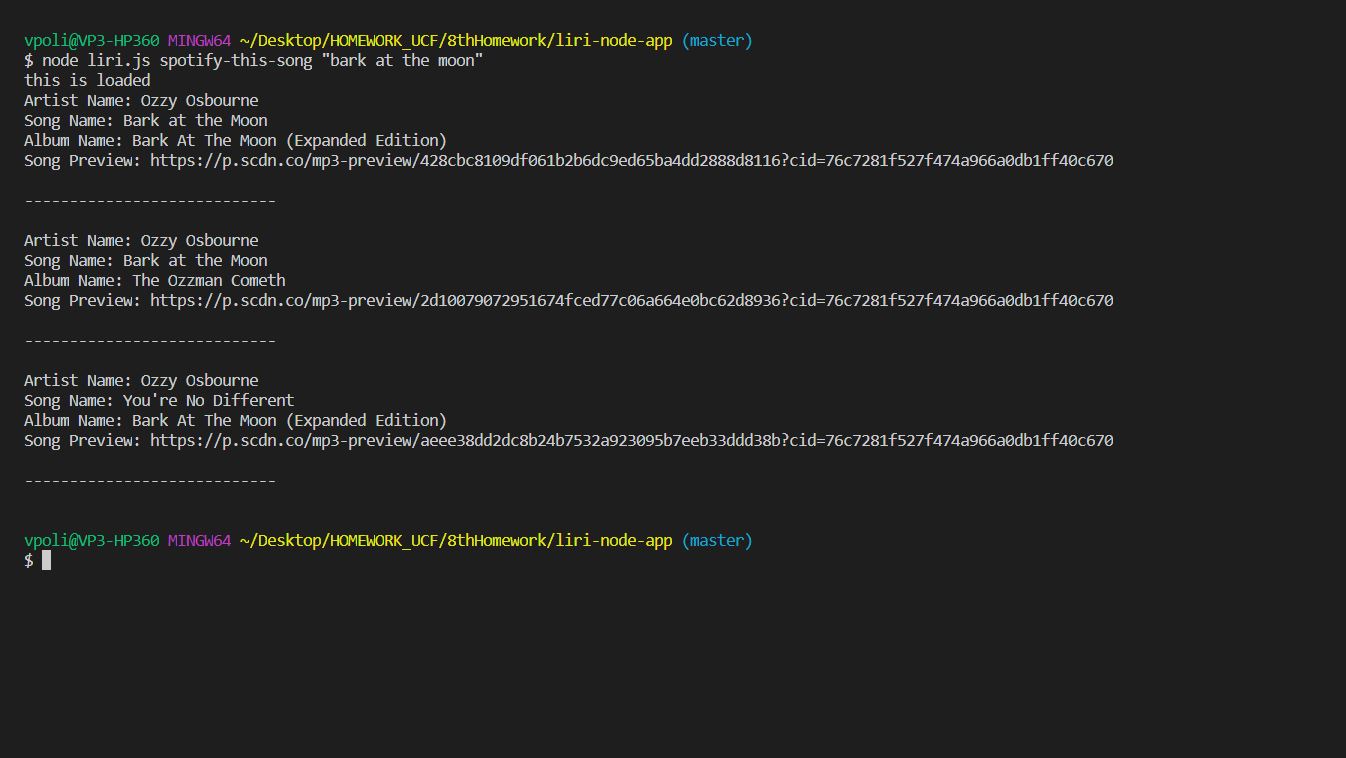 vpoli@VP3-HP360 MINGW64 ~/Desktop/HOMEWORK_UCF/8thHomework/liri-node-app (master)
$ node liri.js spotify-this-song "bark at the moon"
this is loaded
Artist Name: Ozzy Osbourne
Song Name: Bark at the Moon
Album Name: Bark At The Moon (Expanded Edition)
Song Preview: https://p.scdn.co/mp3-preview/428cbc8109df061b2b6dc9ed65ba4dd2888d8116?cid=76c7281f527f474a966a0db1ff40c670
----------------------------
Artist Name: Ozzy Osbourne
Song Name: Bark at the Moon
Album Name: The Ozzman Cometh
Song Preview: https://p.scdn.co/mp3-preview/2d10079072951674fced77c06a664e0bc62d8936?cid=76c7281f527f474a966a0db1ff40c670
----------------------------
Artist Name: Ozzy Osbourne
Song Name: You're No Different
Album Name: Bark At The Moon (Expanded Edition)
Song Preview: https://p.scdn.co/mp3-preview/aeee38dd2dc8b24b7532a923095b7eeb33ddd38b?cid=76c7281f527f474a966a0db1ff40c670
----------------------------
vpoli@VP3-HP360 MINGW64 ~/Desktop/HOMEWORK_UCF/8thHomework/liri-node-app (master)
$